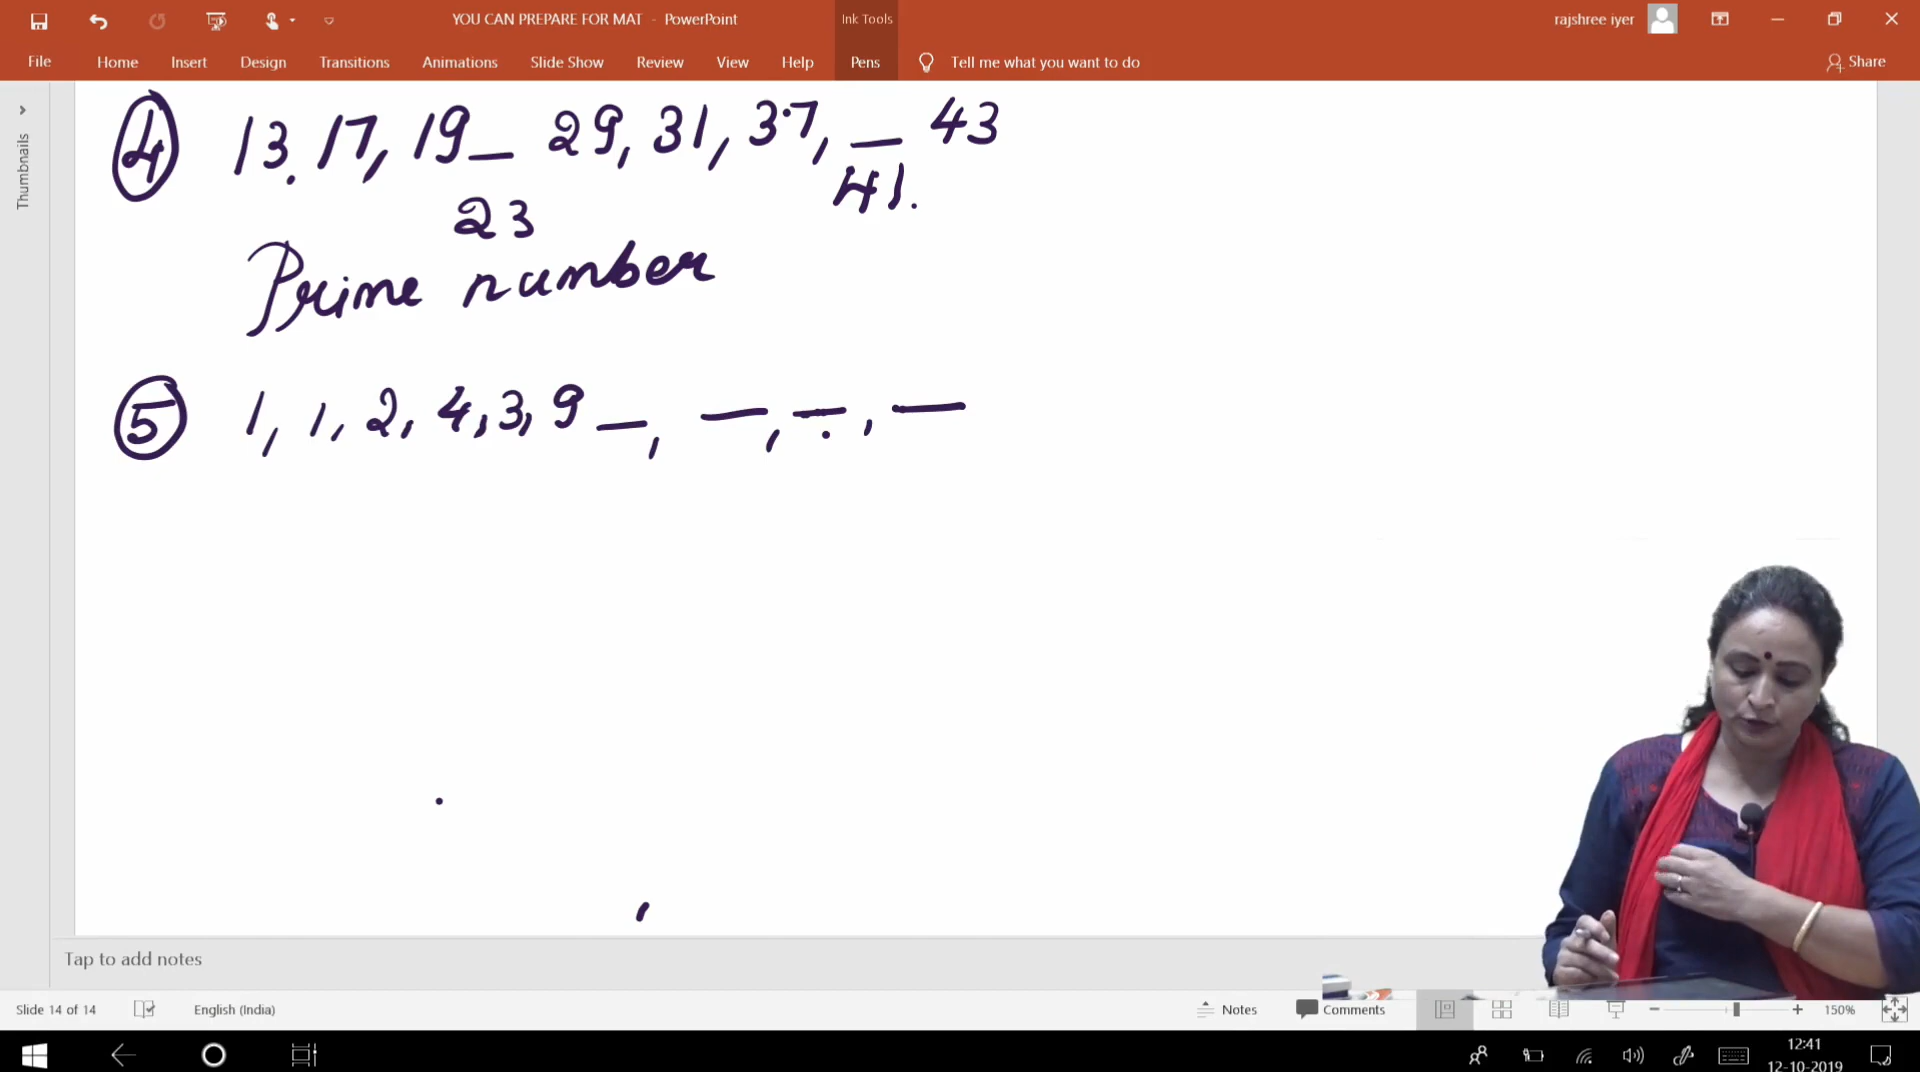 YOU CAN PREPARE FOR MAT - PowerPoint
Ink Tools
rajshree iyer
File Home Insert Design Transitions Animations Slide Show Review View Help Pens Tell me what you want to do Share
Thumbnails
4 13. 17, 19_ 29, 31, 37, _ 43
23 41.
Prime number
5 1, 1, 2, 4, 3, 9 _, _, _, _
Tap to add notes
Slide 14 of 14 English (India) Notes Comments 150%
12:41
12-10-2019